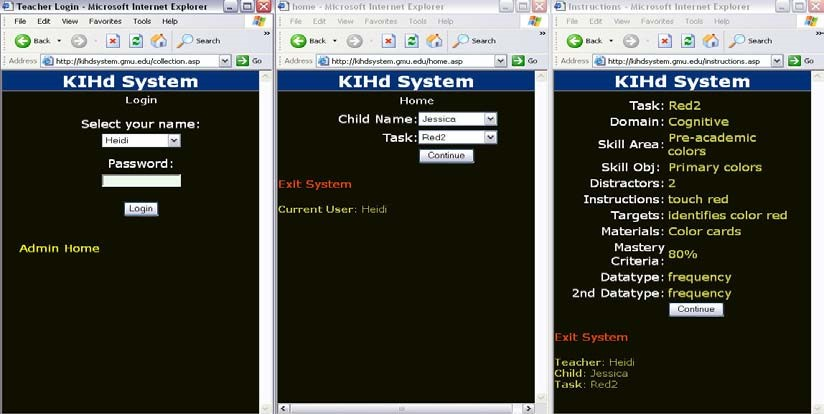 Teacher Login - Microsoft Internet Explorer
File Edit View Favorites Tools Help
Back Search
Address http://kihdsystem.gmu.edu/collection.asp Go
KIHd System
Login
Select your name:
Heidi
Password:
Login
Admin Home
home - Microsoft Internet Explorer
File Edit View Favorites Tools Help
Back Search
Address http://kihdsystem.gmu.edu/home.asp Go
KIHd System
Home
Child Name: Jessica
Task: Red2
Continue
Exit System
Current User: Heidi
Instructions - Microsoft Internet Explorer
File Edit View Favorites Tools Help
Back Search
Address http://kihdsystem.gmu.edu/instructions.asp Go
KIHd System
Task: Red2
Domain: Cognitive
Skill Area: Pre-academic
colors
Skill Obj: Primary colors
Distractors: 2
Instructions: touch red
Targets: identifies color red
Materials: Color cards
Mastery
Criteria: 80%
Datatype: frequency
2nd Datatype: frequency
Continue
Exit System
Teacher: Heidi
Child: Jessica
Task: Red2